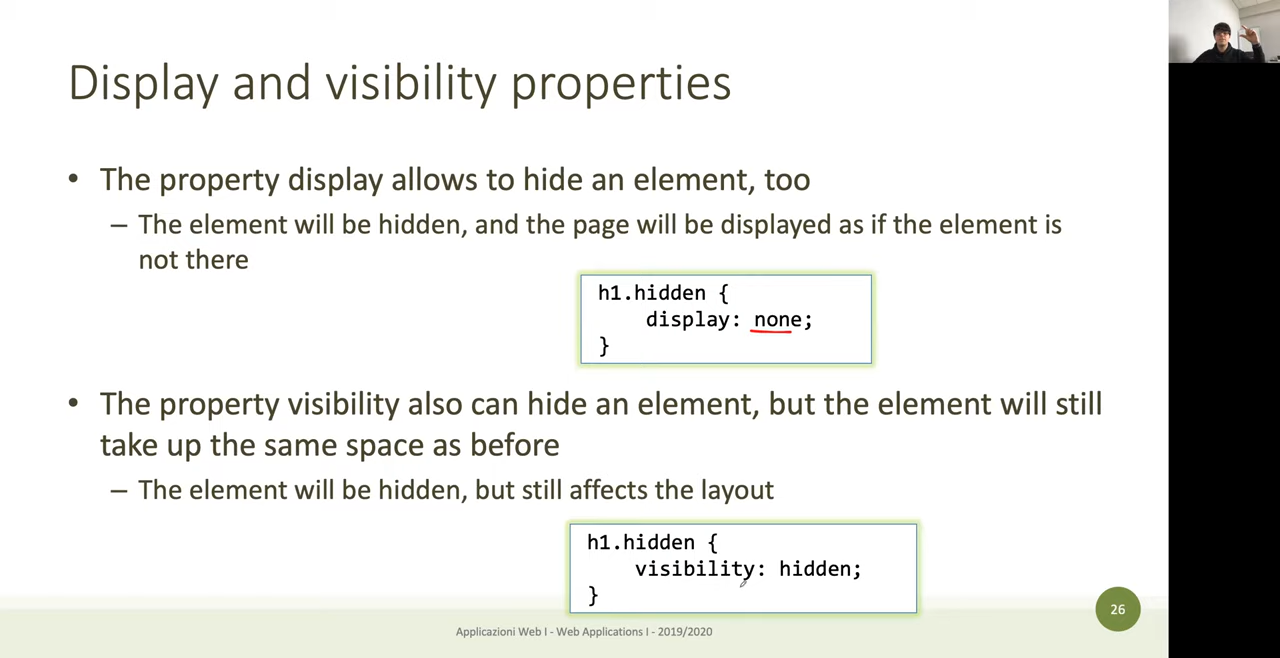 Display and visibility properties
• The property display allows to hide an element, too
– The element will be hidden, and the page will be displayed as if the element is
not there
h1.hidden {
display: none;
}
• The property visibility also can hide an element, but the element will still
take up the same space as before
– The element will be hidden, but still affects the layout
h1.hidden {
visibility: hidden;
}
26
Applicazioni Web I - Web Applications I - 2019/2020